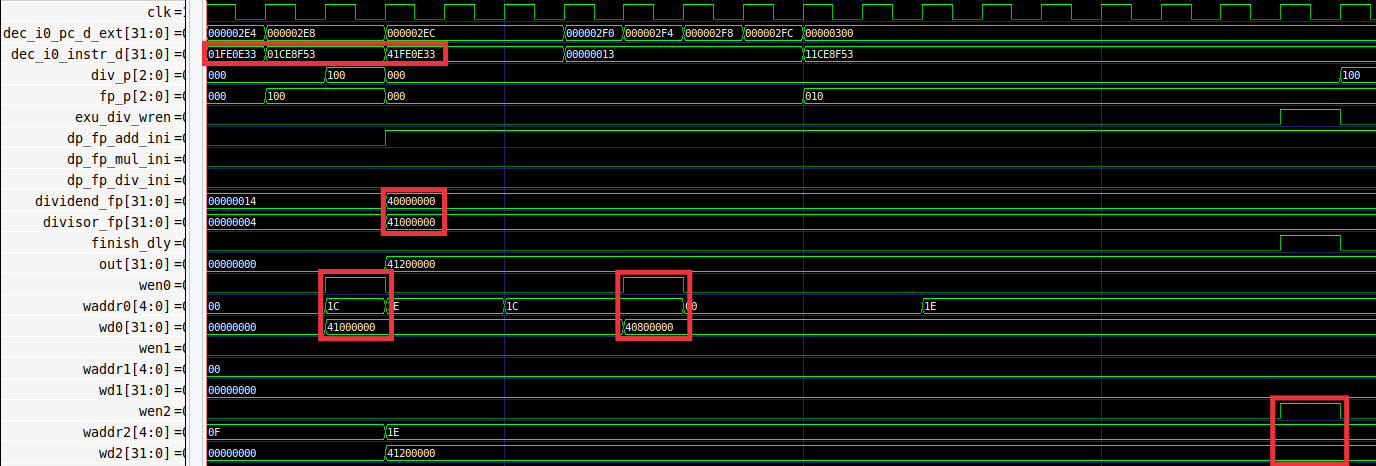 clk =
dec_i0_pc_d_ext[31:0] = 000002E4 000002E8 000002EC 000002F0 000002F4 000002F8 000002FC 00000300
dec_i0_instr_d[31:0] = 01FE0E33 01CE8F53 41FE0E33 00000013 11CE8F53
div_p[2:0] = 000 100 000 100
fp_p[2:0] = 000 100 000 010
exu_div_wren =
dp_fp_add_ini =
dp_fp_mul_ini =
dp_fp_div_ini =
dividend_fp[31:0] = 00000014 40000000
divisor_fp[31:0] = 00000004 41000000
finish_dly =
out[31:0] = 00000000 41200000
wen0 =
waddr0[4:0] = 00 1C 1C 1E
wd0[31:0] = 00000000 41000000 40800000
wen1 =
waddr1[4:0] = 00
wd1[31:0] = 00000000
wen2 =
waddr2[4:0] = 0F 1E
wd2[31:0] = 00000000 41200000